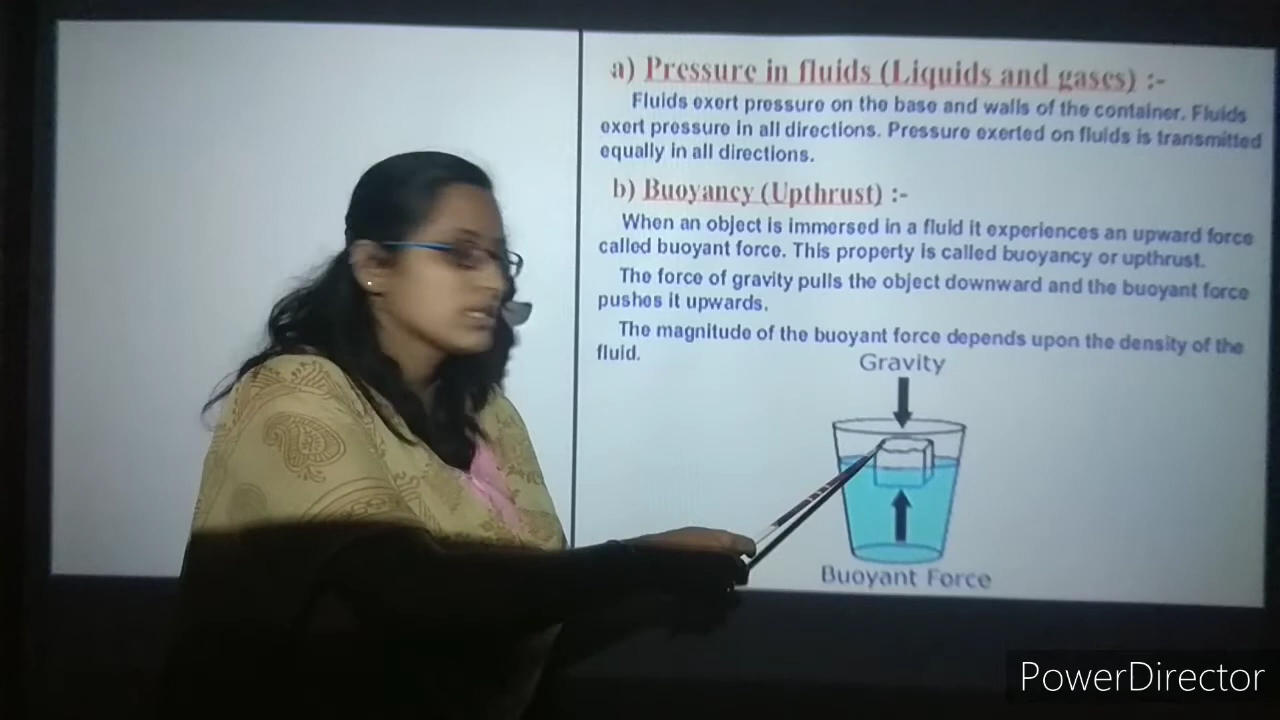 a) Pressure in fluids (Liquids and gases) :-
Fluids exert pressure on the base and walls of the container. Fluids
exert pressure in all directions. Pressure exerted on fluids is transmitted
equally in all directions.
b) Buoyancy (Upthrust) :-
When an object is immersed in a fluid it experiences an upward force
called buoyant force. This property is called buoyancy or upthrust.
The force of gravity pulls the object downward and the buoyant force
pushes it upwards.
The magnitude of the buoyant force depends upon the density of the
fluid.
Gravity
Buoyant Force
PowerDirector